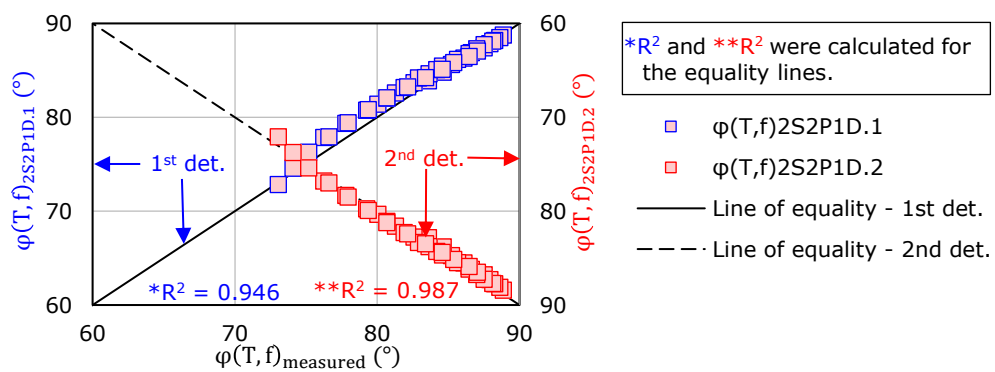 90
80
70
60
φ(T,f)2S2P1D.1 (°)
60
70
80
90
φ(T,f)measured (°)
60
70
80
90
φ(T,f)2S2P1D.2 (°)
1st det.
2nd det.
*R² = 0.946
**R² = 0.987
*R² and **R² were calculated for
the equality lines.
φ(T,f)2S2P1D.1
φ(T,f)2S2P1D.2
Line of equality - 1st det.
Line of equality - 2nd det.